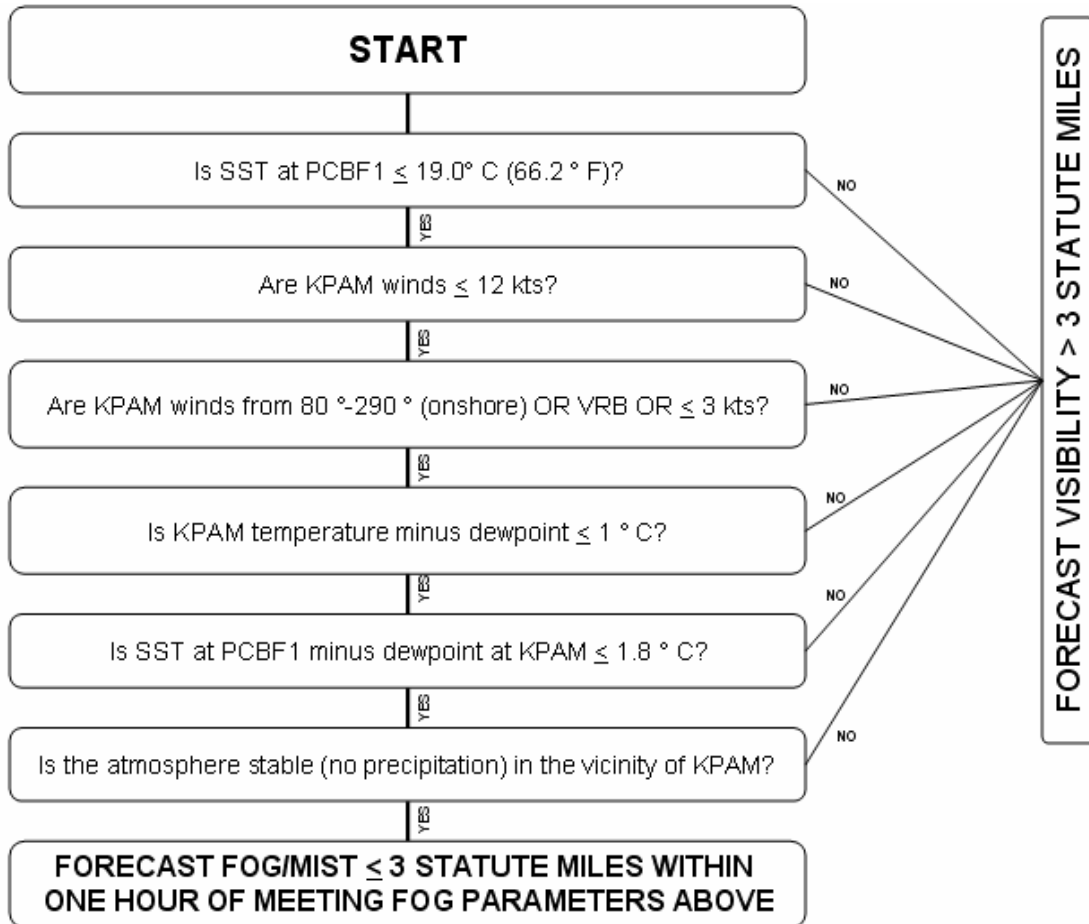 START
Is SST at PCBF1 ≤ 19.0° C (66.2 ° F)?
NO
YES
Are KPAM winds ≤ 12 kts?
NO
YES
Are KPAM winds from 80 °-290 ° (onshore) OR VRB OR ≤ 3 kts?
NO
YES
Is KPAM temperature minus dewpoint ≤ 1 ° C?
NO
YES
Is SST at PCBF1 minus dewpoint at KPAM ≤ 1.8 ° C?
NO
YES
Is the atmosphere stable (no precipitation) in the vicinity of KPAM?
NO
YES
FORECAST FOG/MIST ≤ 3 STATUTE MILES WITHIN
ONE HOUR OF MEETING FOG PARAMETERS ABOVE
FORECAST VISIBILITY > 3 STATUTE MILES